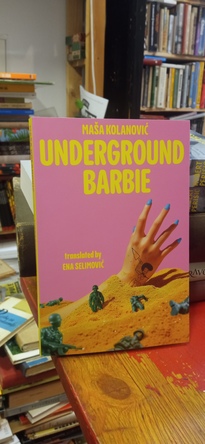 MAŠA KOLANOVIĆ
UNDERGROUND
BARBIE
translated by
ENA SELIMOVIĆ